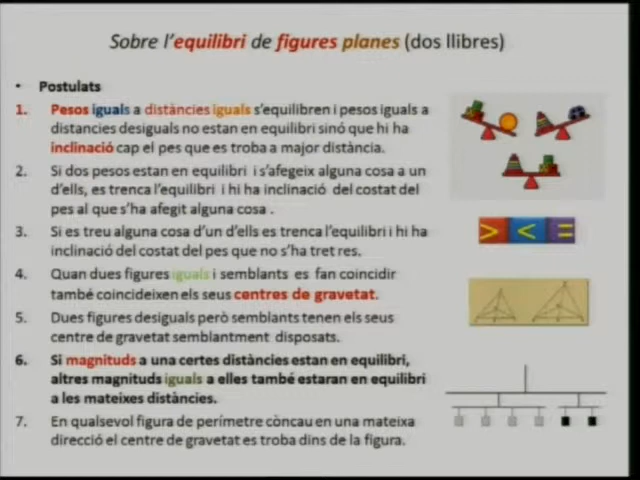 Sobre l'equilibri de figures planes (dos llibres)
• Postulats
1. Pesos iguals a distàncies iguals s'equilibren i pesos iguals a
distancies desiguals no estan en equilibri sinó que hi ha
inclinació cap el pes que es troba a major distància.
2. Si dos pesos estan en equilibri i s'afegeix alguna cosa a un
d'ells, es trenca l'equilibri i hi ha inclinació del costat del
pes al que s'ha afegit alguna cosa .
3. Si es treu alguna cosa d'un d'ells es trenca l'equilibri i hi ha
inclinació del costat del pes que no s'ha tret res.
> < =
4. Quan dues figures iguals i semblants es fan coincidir
també coincideixen els seus centres de gravetat.
5. Dues figures desiguals però semblants tenen els seus
centre de gravetat semblantment disposats.
6. Si magnituds a una certes distàncies estan en equilibri,
altres magnituds iguals a elles també estaran en equilibri
a les mateixes distàncies.
7. En qualsevol figura de perímetre còncau en una mateixa
direcció el centre de gravetat es troba dins de la figura.